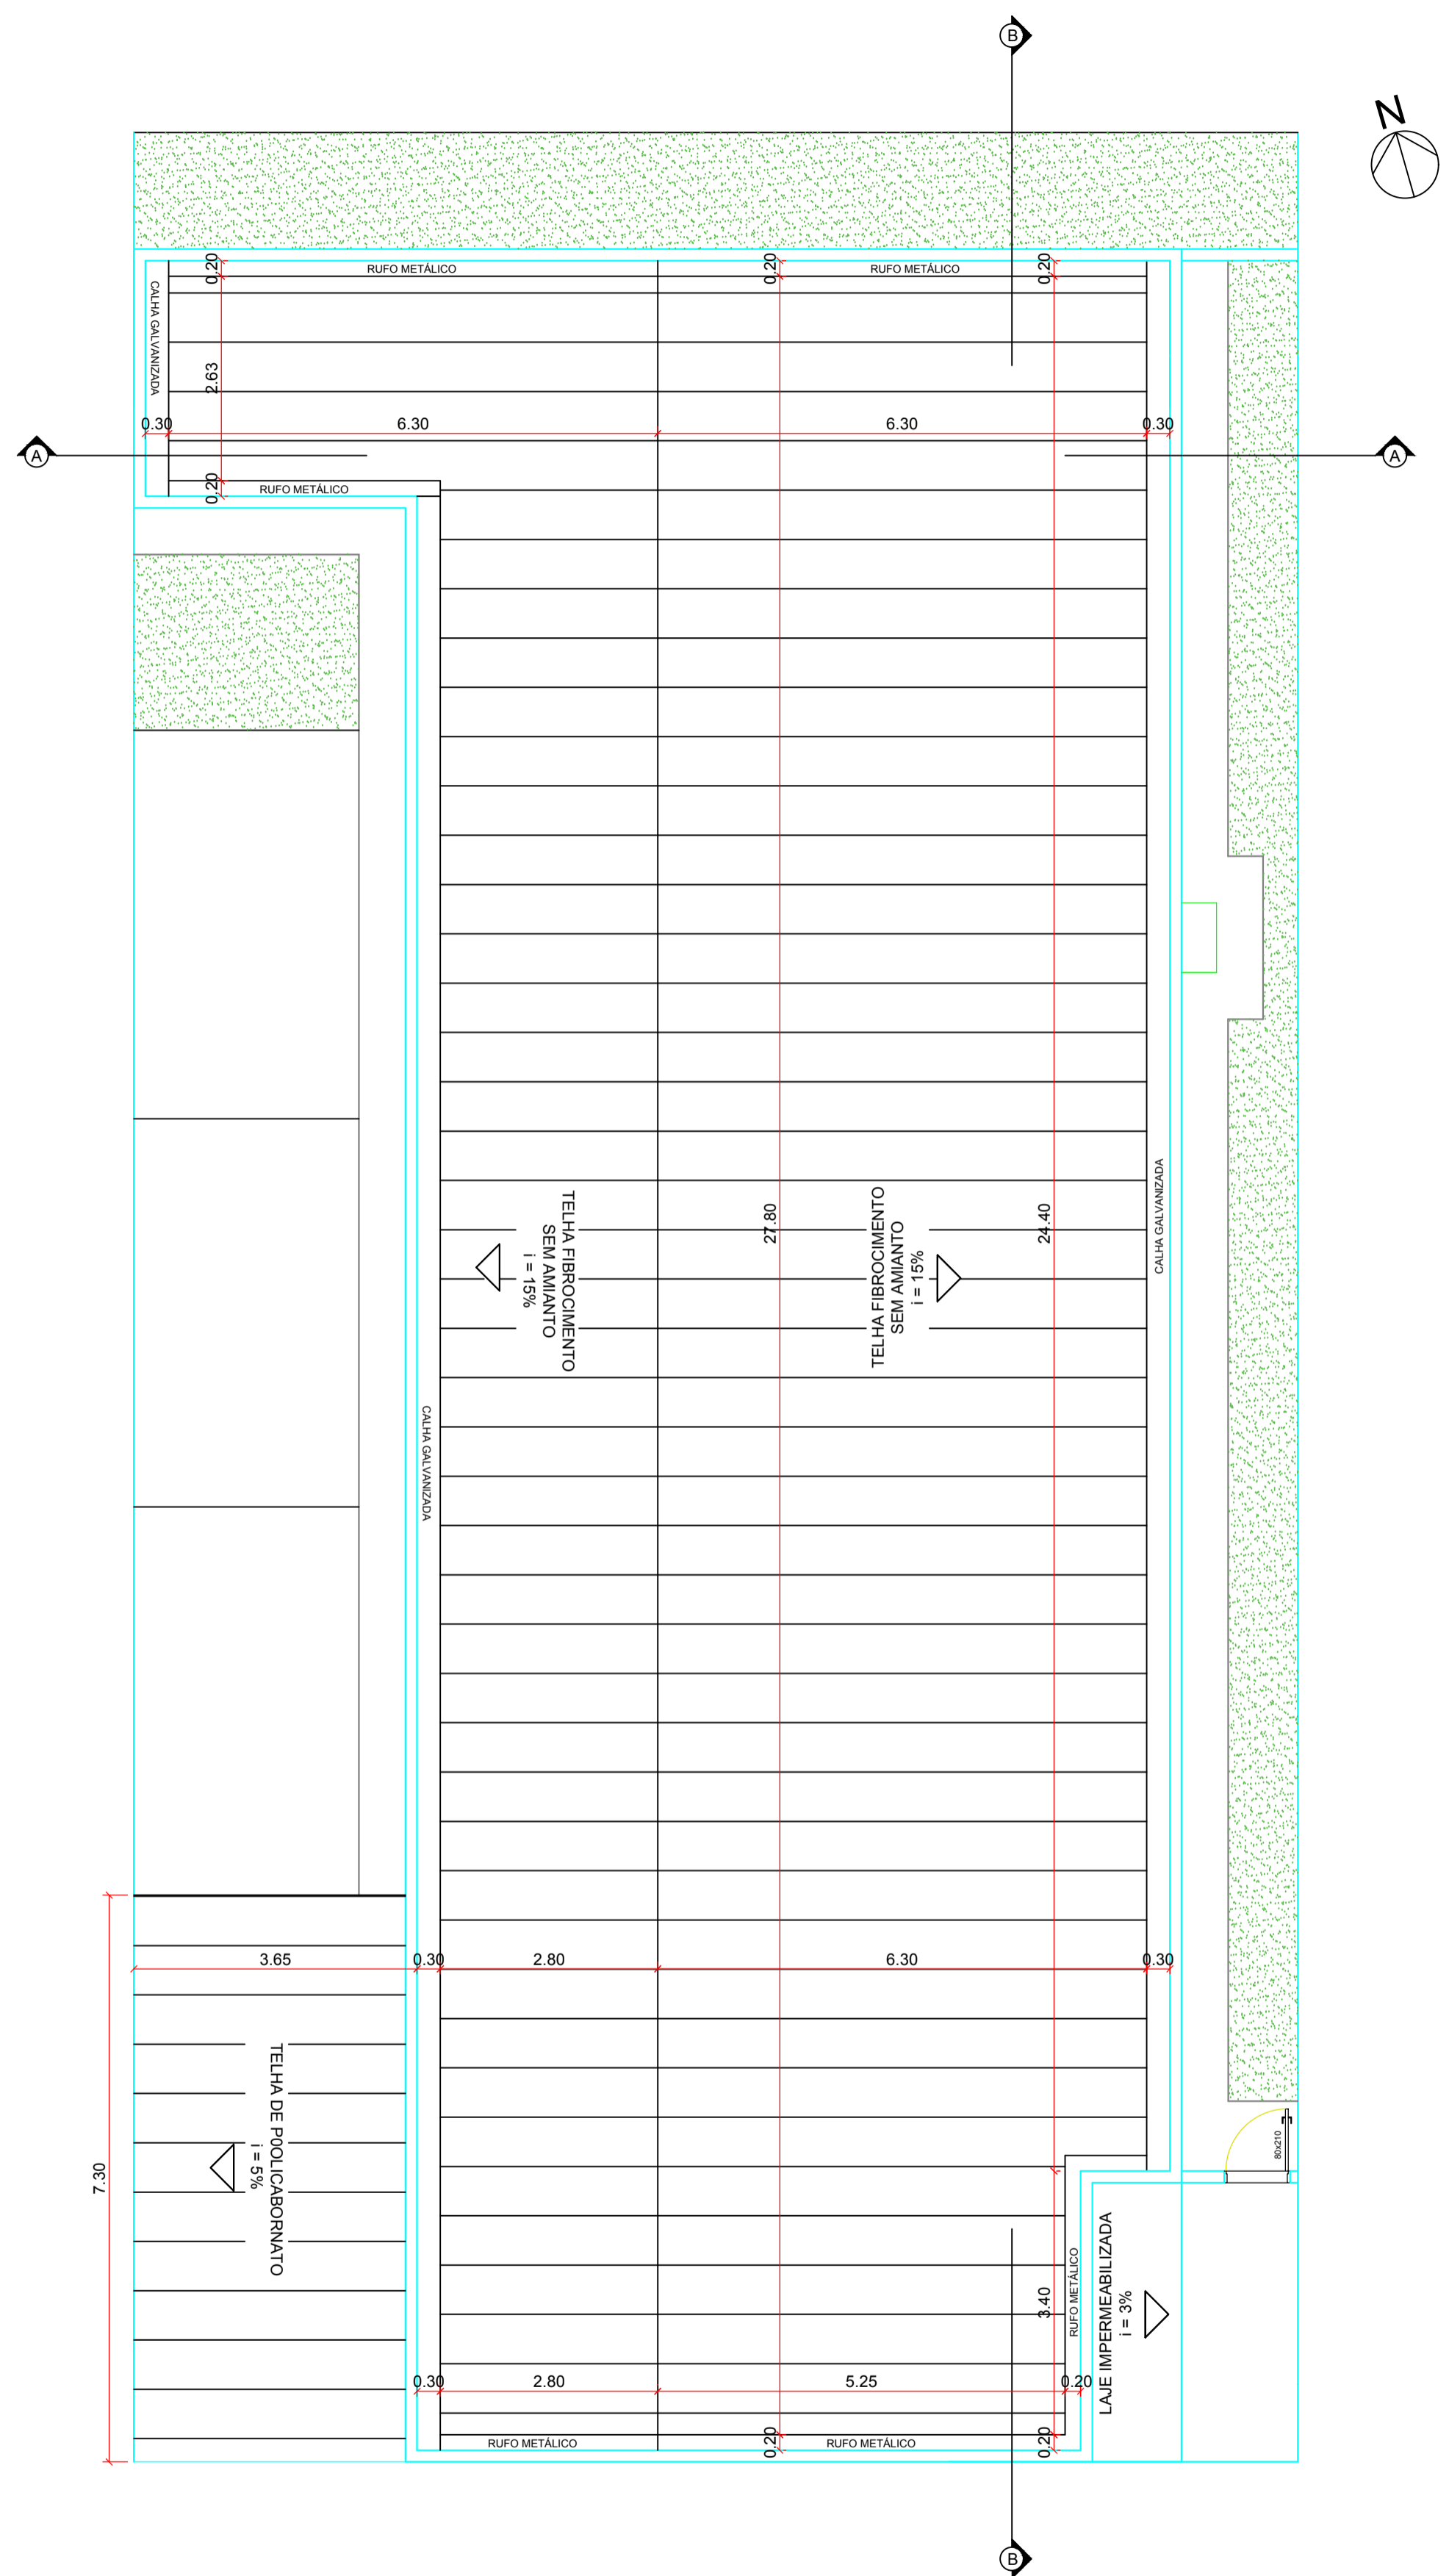 B
N
RUFO METÁLICO
RUFO METÁLICO
0.20
0.20
0.20
CALHA GALVANIZADA
2.63
0.30
6.30
6.30
0.30
A
A
0.20
RUFO METÁLICO
27.80
24.40
CALHA GALVANIZADA
TELHA FIBROCIMENTO
SEM AMIANTO
i = 15%
TELHA FIBROCIMENTO
SEM AMIANTO
i = 15%
CALHA GALVANIZADA
3.65
0.30
2.80
6.30
0.30
TELHA DE P0OLICABORNATO
i = 5%
7.30
80x210
LAJE IMPERMEABILIZADA
i = 3%
RUFO METÁLICO
3.40
0.30
2.80
5.25
0.20
RUFO METÁLICO
RUFO METÁLICO
0.20
0.20
B